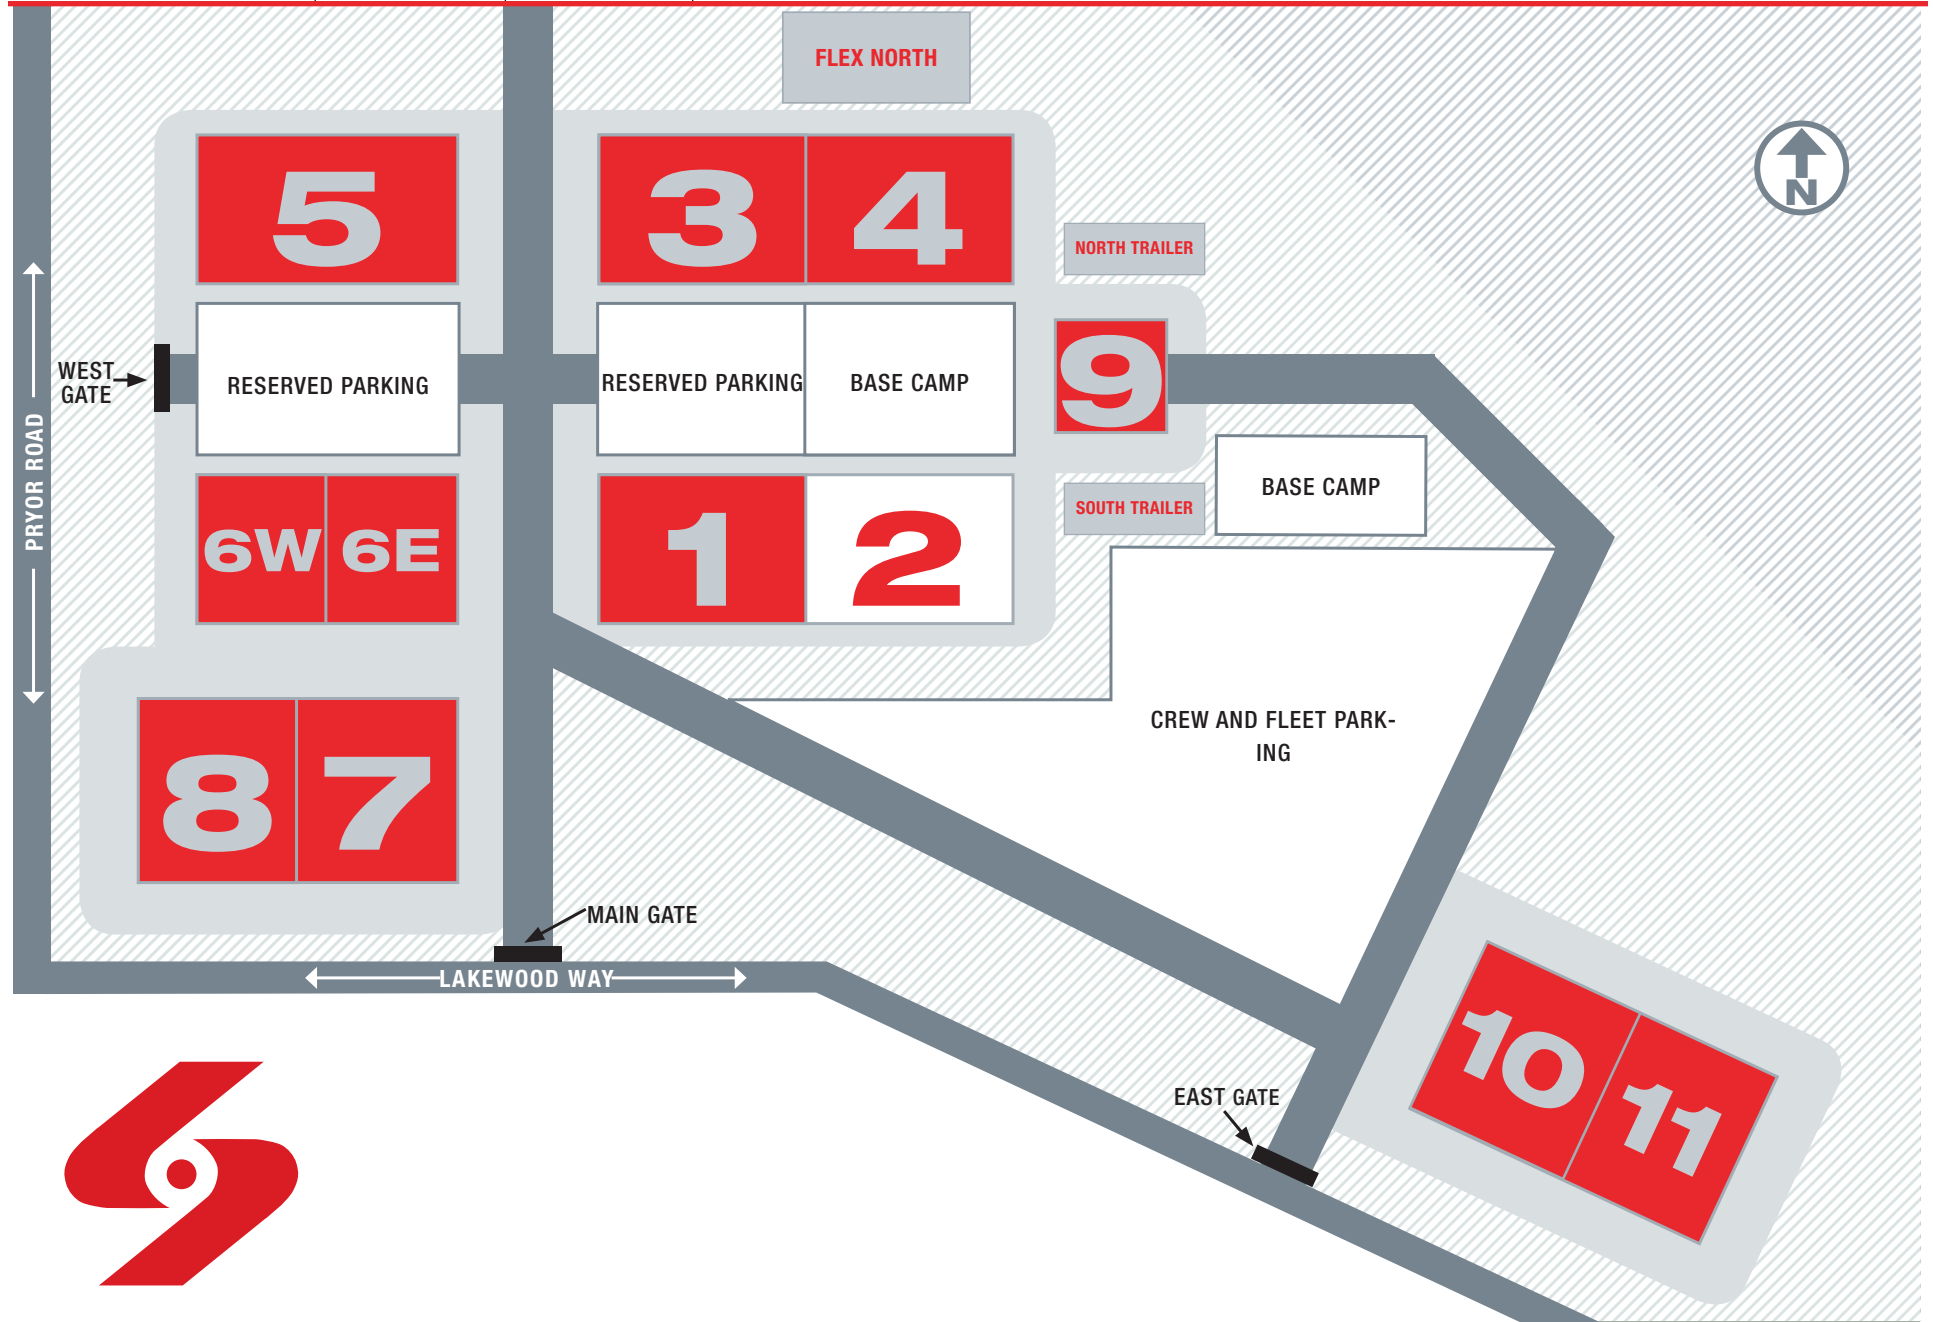 FLEX NORTH
5
3
4
N
NORTH TRAILER
WEST
GATE
RESERVED PARKING
RESERVED PARKING
BASE CAMP
9
PRYOR ROAD
6W
6E
1
2
SOUTH TRAILER
BASE CAMP
8
7
CREW AND FLEET PARK-
ING
MAIN GATE
LAKEWOOD WAY
EAST GATE
10
11